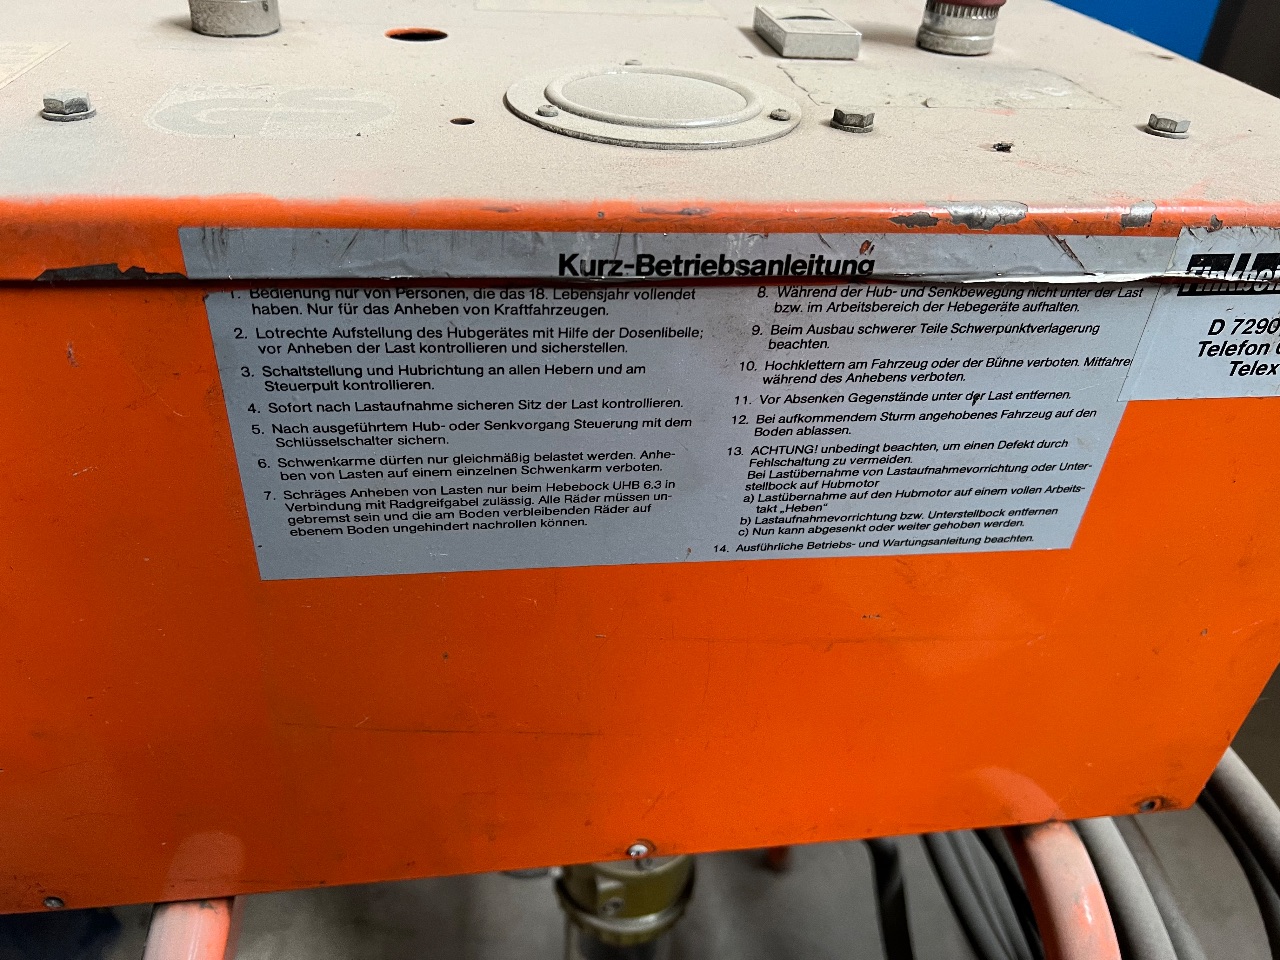 Kurz-Betriebsanleitung
1. Bedienung nur von Personen, die das 18. Lebensjahr vollendet
haben. Nur für das Anheben von Kraftfahrzeugen.
2. Lotrechte Aufstellung des Hubgerätes mit Hilfe der Dosenlibelle;
vor Anheben der Last kontrollieren und sicherstellen.
3. Schaltstellung und Hubrichtung an allen Hebern und am
Steuerpult kontrollieren.
4. Sofort nach Lastaufnahme sicheren Sitz der Last kontrollieren.
5. Nach ausgeführtem Hub- oder Senkvorgang Steuerung mit dem
Schlüsselschalter sichern.
6. Schwenkarme dürfen nur gleichmäßig belastet werden. Anhe-
ben von Lasten auf einem einzelnen Schwenkarm verboten.
7. Schräges Anheben von Lasten nur beim Hebebock UHB 6.3 in
Verbindung mit Radgreifgabel zulässig. Alle Räder müssen un-
gebremst sein und die am Boden verbleibenden Räder auf
ebenem Boden ungehindert nachrollen können.
8. Während der Hub- und Senkbewegung nicht unter der Last
bzw. im Arbeitsbereich der Hebegeräte aufhalten.
9. Beim Ausbau schwerer Teile Schwerpunktverlagerung
beachten.
10. Hochklettern am Fahrzeug oder der Bühne verboten. Mitfahre
während des Anhebens verboten.
11. Vor Absenken Gegenstände unter der Last entfernen.
12. Bei aufkommendem Sturm angehobenes Fahrzeug auf den
Boden ablassen.
13. ACHTUNG! unbedingt beachten, um einen Defekt durch
Fehlschaltung zu vermeiden.
Bei Lastübernahme von Lastaufnahmevorrichtung oder Unter-
stellbock auf Hubmotor
a) Lastübernahme auf den Hubmotor auf einem vollen Arbeits-
takt „Heben“
b) Lastaufnahmevorrichtung bzw. Unterstellbock entfernen
c) Nun kann abgesenkt oder weiter gehoben werden.
14. Ausführliche Betriebs- und Wartungsanleitung beachten.
D 7290
Telefon
Telex